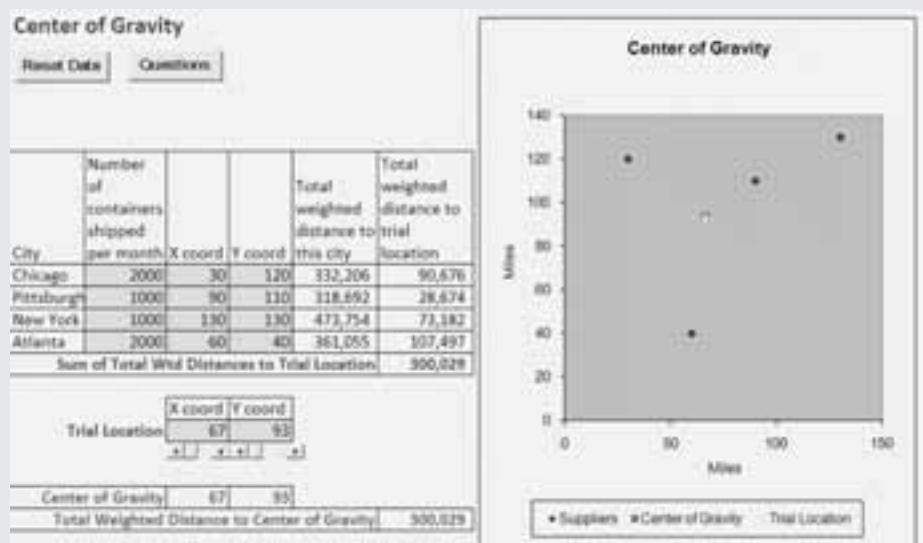 Center of Gravity
Reset Data Questions
City Number of containers shipped per month X coord Y coord Total weighted distance to this city Total weighted distance to trial location
Chicago 2000 30 120 332,206 90,676
Pittsburgh 1000 90 110 318,692 28,674
New York 1000 130 130 473,754 73,182
Atlanta 2000 60 40 361,055 107,497
Sum of Total Wtd Distances to Trial Location 300,029
X coord Y coord
Trial Location 67 93
Center of Gravity 67 93
Total Weighted Distance to Center of Gravity 300,029
Center of Gravity
140
120
100
80
60
40
20
0
Miles
0 50 100 150
Miles
Suppliers Center of Gravity Trial Location